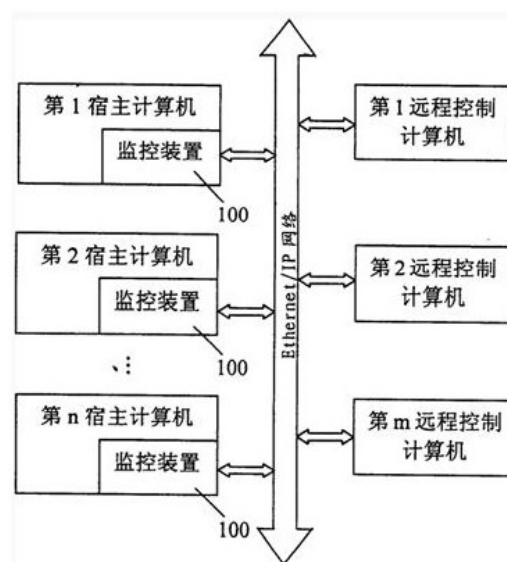 第1宿主计算机
监控装置
100
第2宿主计算机
监控装置
100
第n宿主计算机
监控装置
100
Ethernet/IP 网络
第1远程控制
计算机
第2远程控制
计算机
第m远程控制
计算机